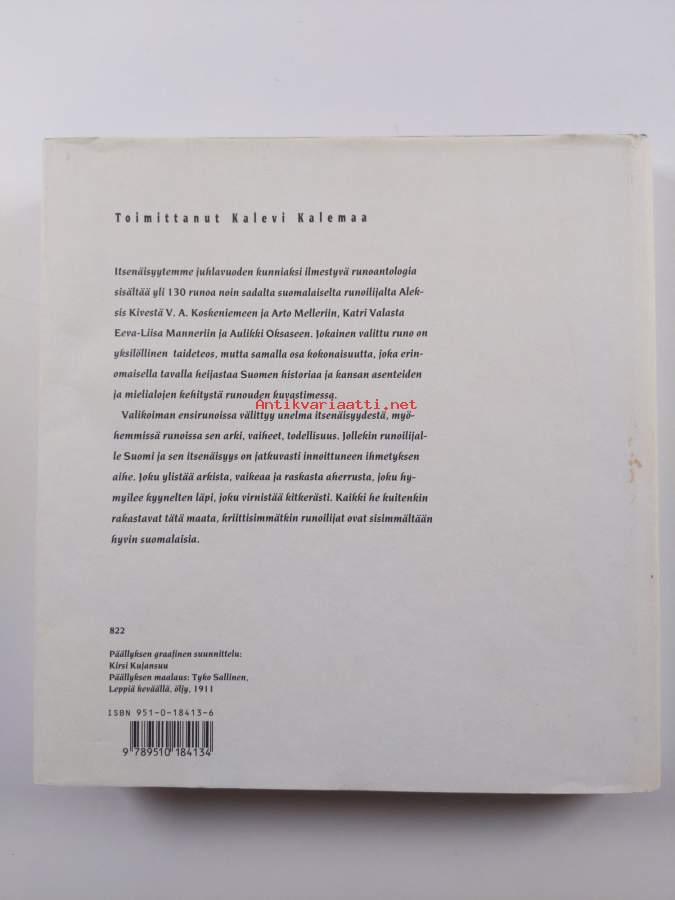 Toimittanut Kalevi Kalemaa
Itsenäisyytemme juhlavuoden kunniaksi ilmestyvä runoantologia
sisältää yli 130 runoa noin sadalta suomalaiselta runoilijalta Alek-
sis Kivestä V. A. Koskeniemeen ja Arto Melleriin, Katri Valasta
Eeva-Liisa Manneriin ja Aulikki Oksaseen. Jokainen valittu runo on
yksilöllinen taideteos, mutta samalla osa kokonaisuutta, joka erin-
omaisella tavalla heijastaa Suomen historiaa ja kansan asenteiden
ja mielialojen kehitystä runouden kuvastimessa.
Antikvariaatti.net
Valikoiman ensirunoissa välittyy unelma itsenäisyydestä, myö-
hemmissä runoissa sen arki, vaiheet, todellisuus. Jollekin runoilijal-
le Suomi ja sen itsenäisyys on jatkuvasti innoittuneen ihmetyksen
aihe. Joku ylistää arkista, vaikeaa ja raskasta aherrusta, joku hy-
myilee kyynelten läpi, joku virnistää kitkerästi. Kaikki he kuitenkin
rakastavat tätä maata, kriittisimmätkin runoilijat ovat sisimmältään
hyvin suomalaisia.
822
Päällyksen graafinen suunnittelu:
Kirsi Kujansuu
Päällyksen maalaus: Tyko Sallinen,
Leppiä keväällä, öljy, 1911
ISBN 951-0-18413-6
9 789510 184134